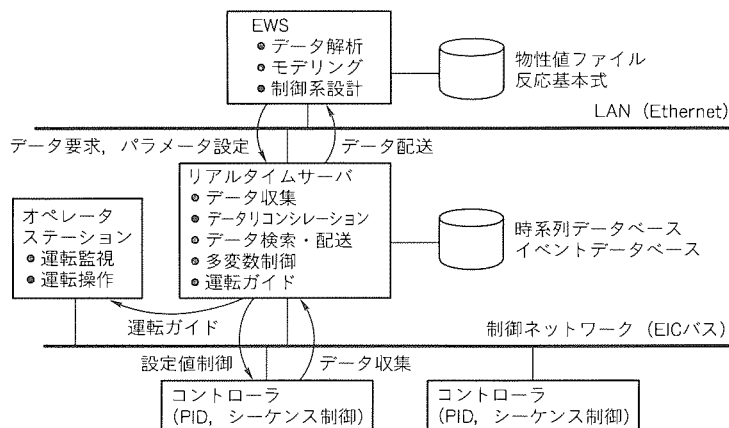 EWS
データ解析
モデリング
制御系設計
物性値ファイル
反応基本式
LAN (Ethernet)
データ要求, パラメータ設定
データ配送
リアルタイムサーバ
データ収集
データリコンシレーション
データ検索・配送
多変数制御
運転ガイド
オペレータ
ステーション
運転監視
運転操作
時系列データベース
イベントデータベース
運転ガイド
制御ネットワーク (EICバス)
設定値制御
データ収集
コントローラ
(PID, シーケンス制御)
コントローラ
(PID, シーケンス制御)